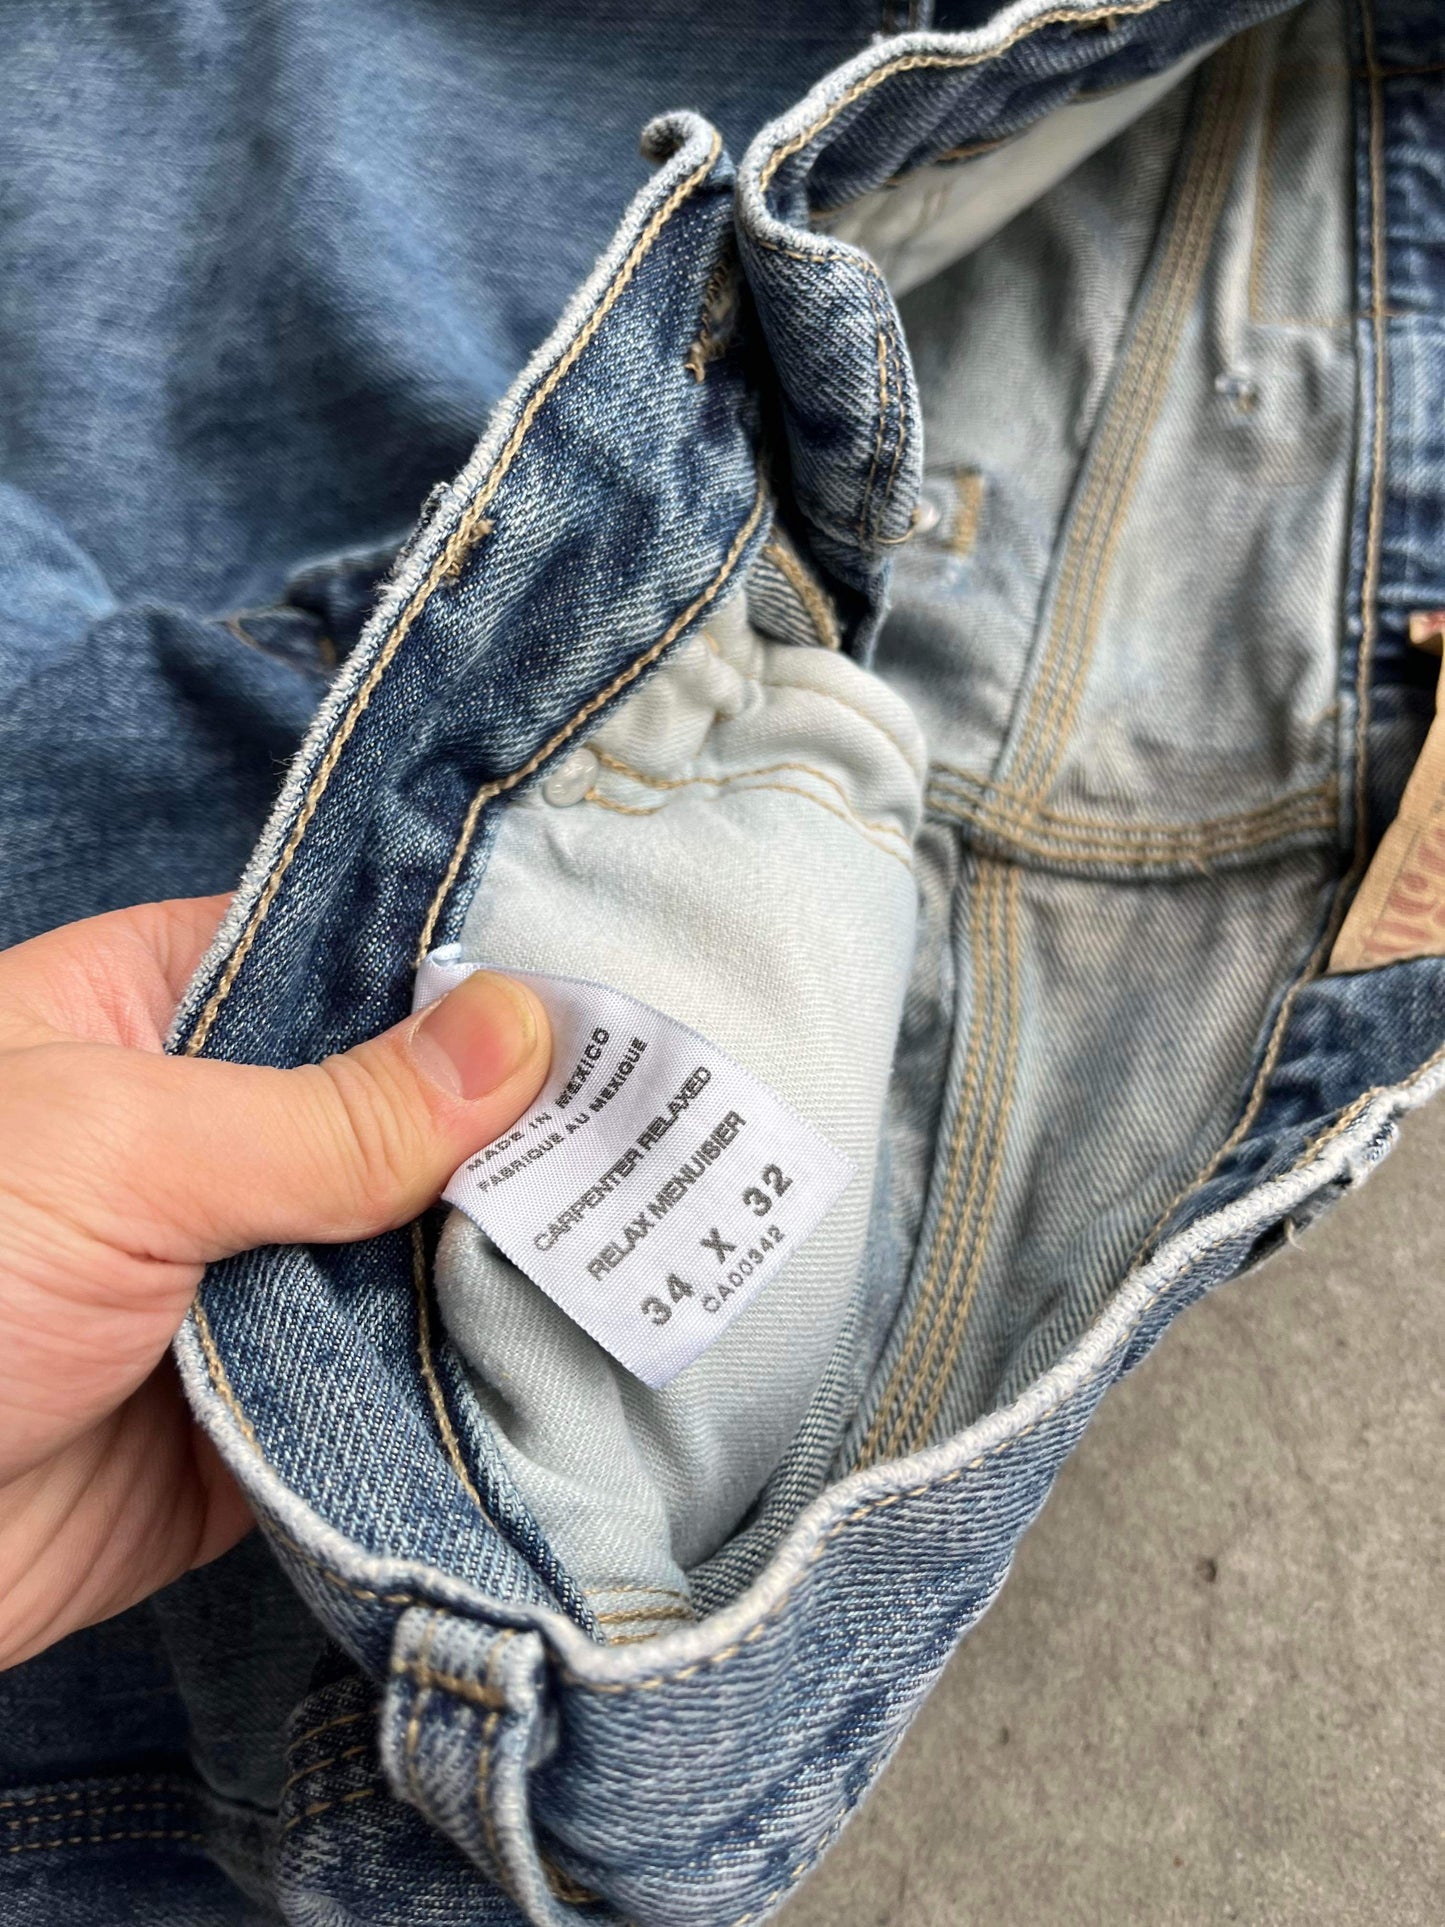 MADE IN MEXICO
FABRIQUE AU MEXIQUE
CARPENTER RELAXED
RELAX MENUISIER
34 X 32
CA00342